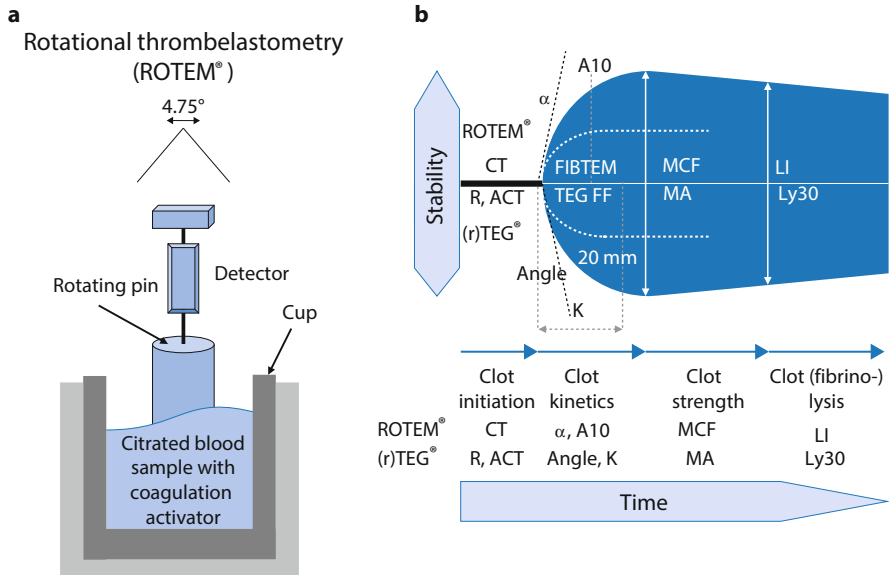 a
Rotational thrombelastometry
(ROTEM®)
4.75°
Detector
Rotating pin
Cup
Citrated blood
sample with
coagulation
activator
b
Stability
A10
α
ROTEM®
CT
FIBTEM
MCF
LI
R, ACT
TEG FF
MA
Ly30
(r)TEG®
20 mm
Angle
K
Clot
initiation
Clot
kinetics
Clot
strength
Clot (fibrino-)
lysis
ROTEM® CT α, A10 MCF LI
(r)TEG® R, ACT Angle, K MA Ly30
Time